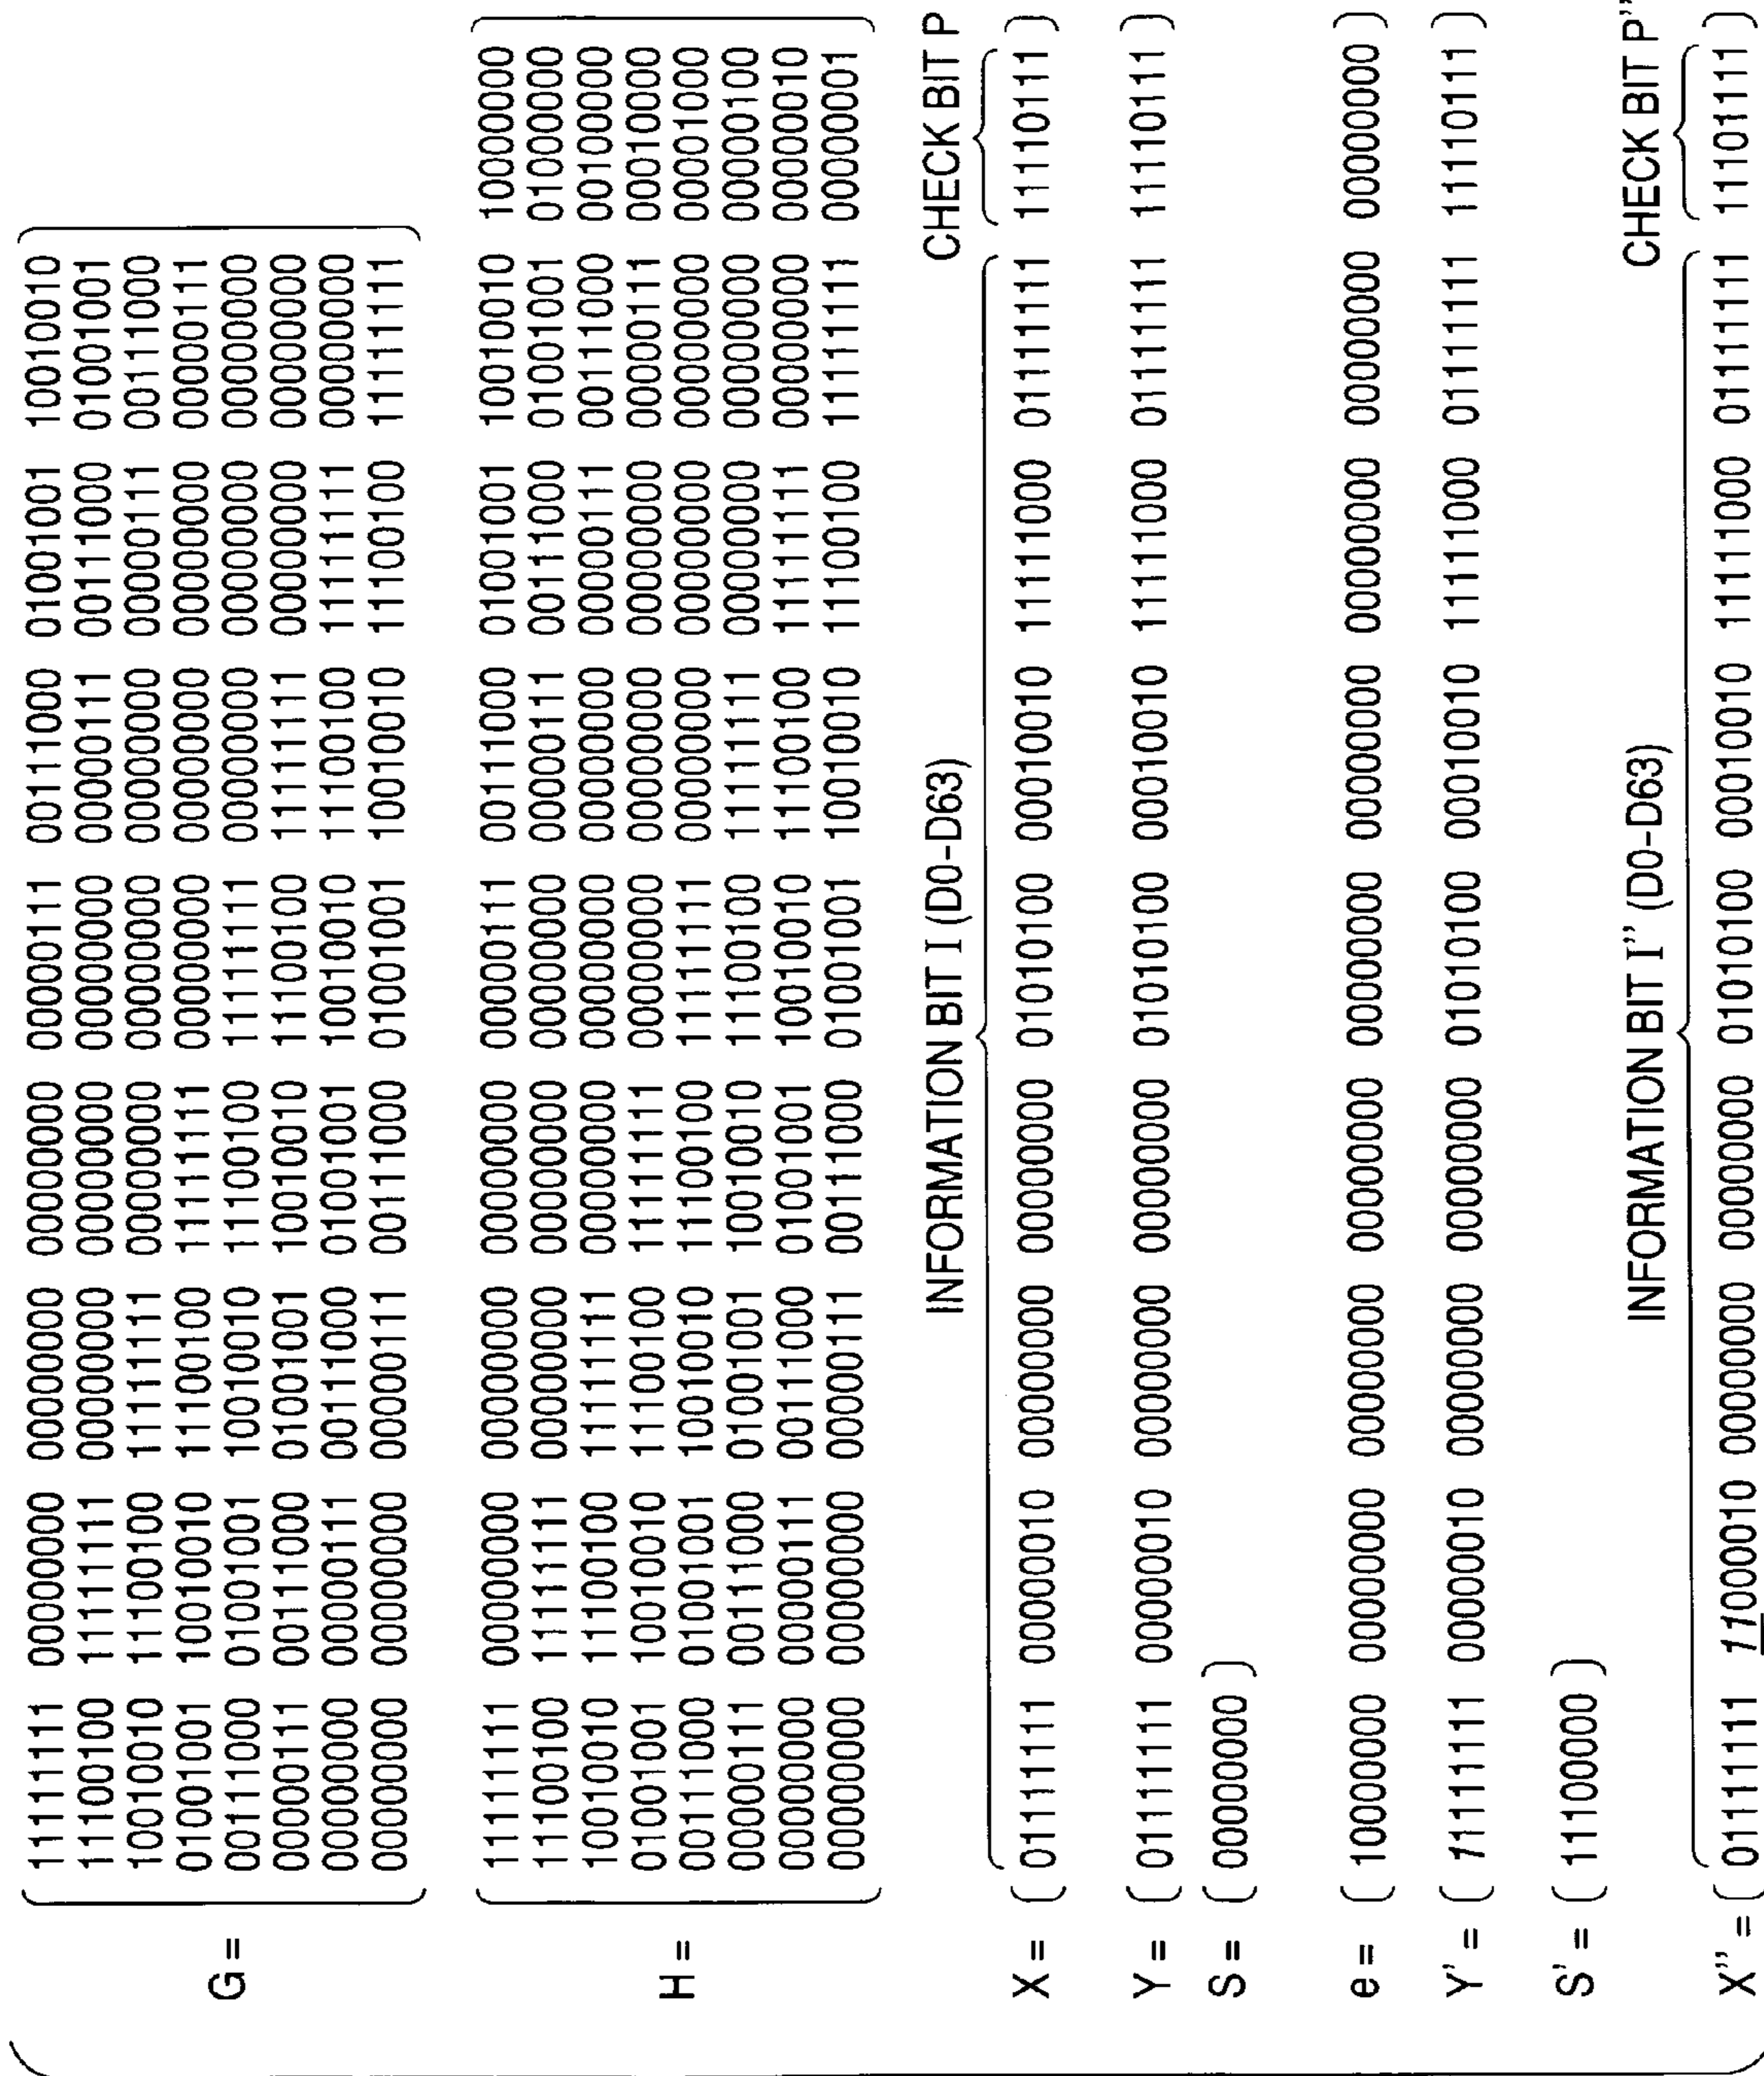 G =
11111111 00000000 00000000 00000000 00000111 00111000 01001001 10010010
11100100 11111111 00000000 00000000 00000000 00000111 00111000 01001001
10010010 11100100 11111111 00000000 00000000 00000000 00000111 00111000
01001001 10010010 11100100 11111111 00000000 00000000 00000000 00000111
00111000 01001001 10010010 11100100 11111111 00000000 00000000 00000000
00000111 00111000 01001001 10010010 11100100 11111111 00000000 00000000
00000000 00000111 00111000 01001001 10010010 11100100 11111111 00000000
00000000 00000000 00000111 00111000 01001001 10010010 11100100 11111111
H =
11111111 00000000 00000000 00000000 00000111 00111000 01001001 10010010 10000000
11100100 11111111 00000000 00000000 00000000 00000111 00111000 01001001 01000000
10010010 11100100 11111111 00000000 00000000 00000000 00000111 00111000 00100000
01001001 10010010 11100100 11111111 00000000 00000000 00000000 00000111 00010000
00111000 01001001 10010010 11100100 11111111 00000000 00000000 00000000 00001000
00000111 00111000 01001001 10010010 11100100 11111111 00000000 00000000 00000100
00000000 00000111 00111000 01001001 10010010 11100100 11111111 00000000 00000010
00000000 00000000 00000111 00111000 01001001 10010010 11100100 11111111 00000001
INFORMATION BIT I (D0-D63) CHECK BIT P
X = ( 01111111 00000010 00000000 00000000 01010100 00010010 11111000 01111111 11110111 )
Y = ( 01111111 00000010 00000000 00000000 01010100 00010010 11111000 01111111 11110111 )
S = ( 00000000 )
e = ( 10000000 00000000 00000000 00000000 00000000 00000000 00000000 00000000 00000000 )
Y' = ( 11111111 00000010 00000000 00000000 01010100 00010010 11111000 01111111 11110111 )
S' = ( 11100000 )
INFORMATION BIT I" (D0-D63) CHECK BIT P"
X" = ( 01111111 11000010 00000000 00000000 01010100 00010010 11111000 01111111 11101111 )